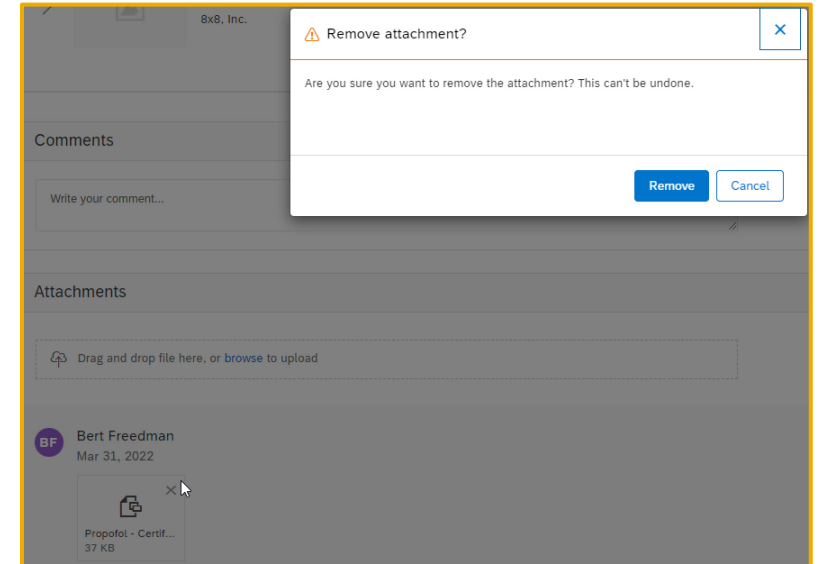 8x8, Inc.
Remove attachment?
Are you sure you want to remove the attachment? This can't be undone.
Remove
Cancel
Comments
Write your comment...
Attachments
Drag and drop file here, or browse to upload
BF
Bert Freedman
Mar 31, 2022
Propofol - Certif...
37 KB